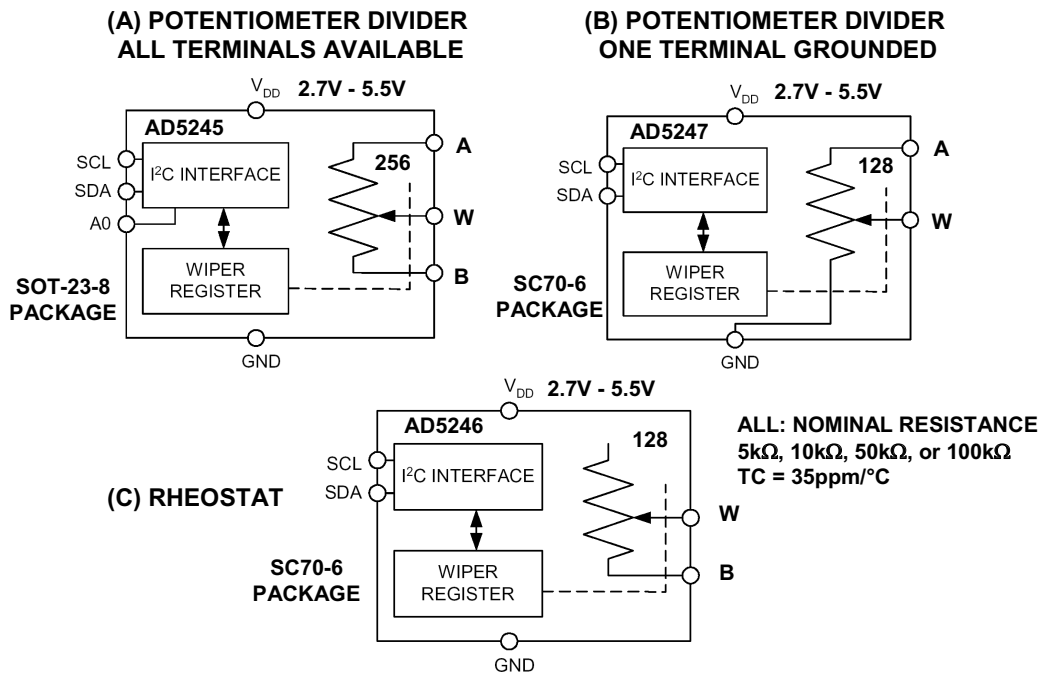 (A) POTENTIOMETER DIVIDER
ALL TERMINALS AVAILABLE
V_DD 2.7V - 5.5V
AD5245
SCL
SDA
A0
I²C INTERFACE
256
A
W
B
WIPER
REGISTER
SOT-23-8
PACKAGE
GND
(B) POTENTIOMETER DIVIDER
ONE TERMINAL GROUNDED
V_DD 2.7V - 5.5V
AD5247
SCL
SDA
I²C INTERFACE
128
A
W
WIPER
REGISTER
SC70-6
PACKAGE
GND
(C) RHEOSTAT
V_DD 2.7V - 5.5V
AD5246
SCL
SDA
I²C INTERFACE
128
W
B
WIPER
REGISTER
SC70-6
PACKAGE
GND
ALL: NOMINAL RESISTANCE
5kΩ, 10kΩ, 50kΩ, or 100kΩ
TC = 35ppm/°C